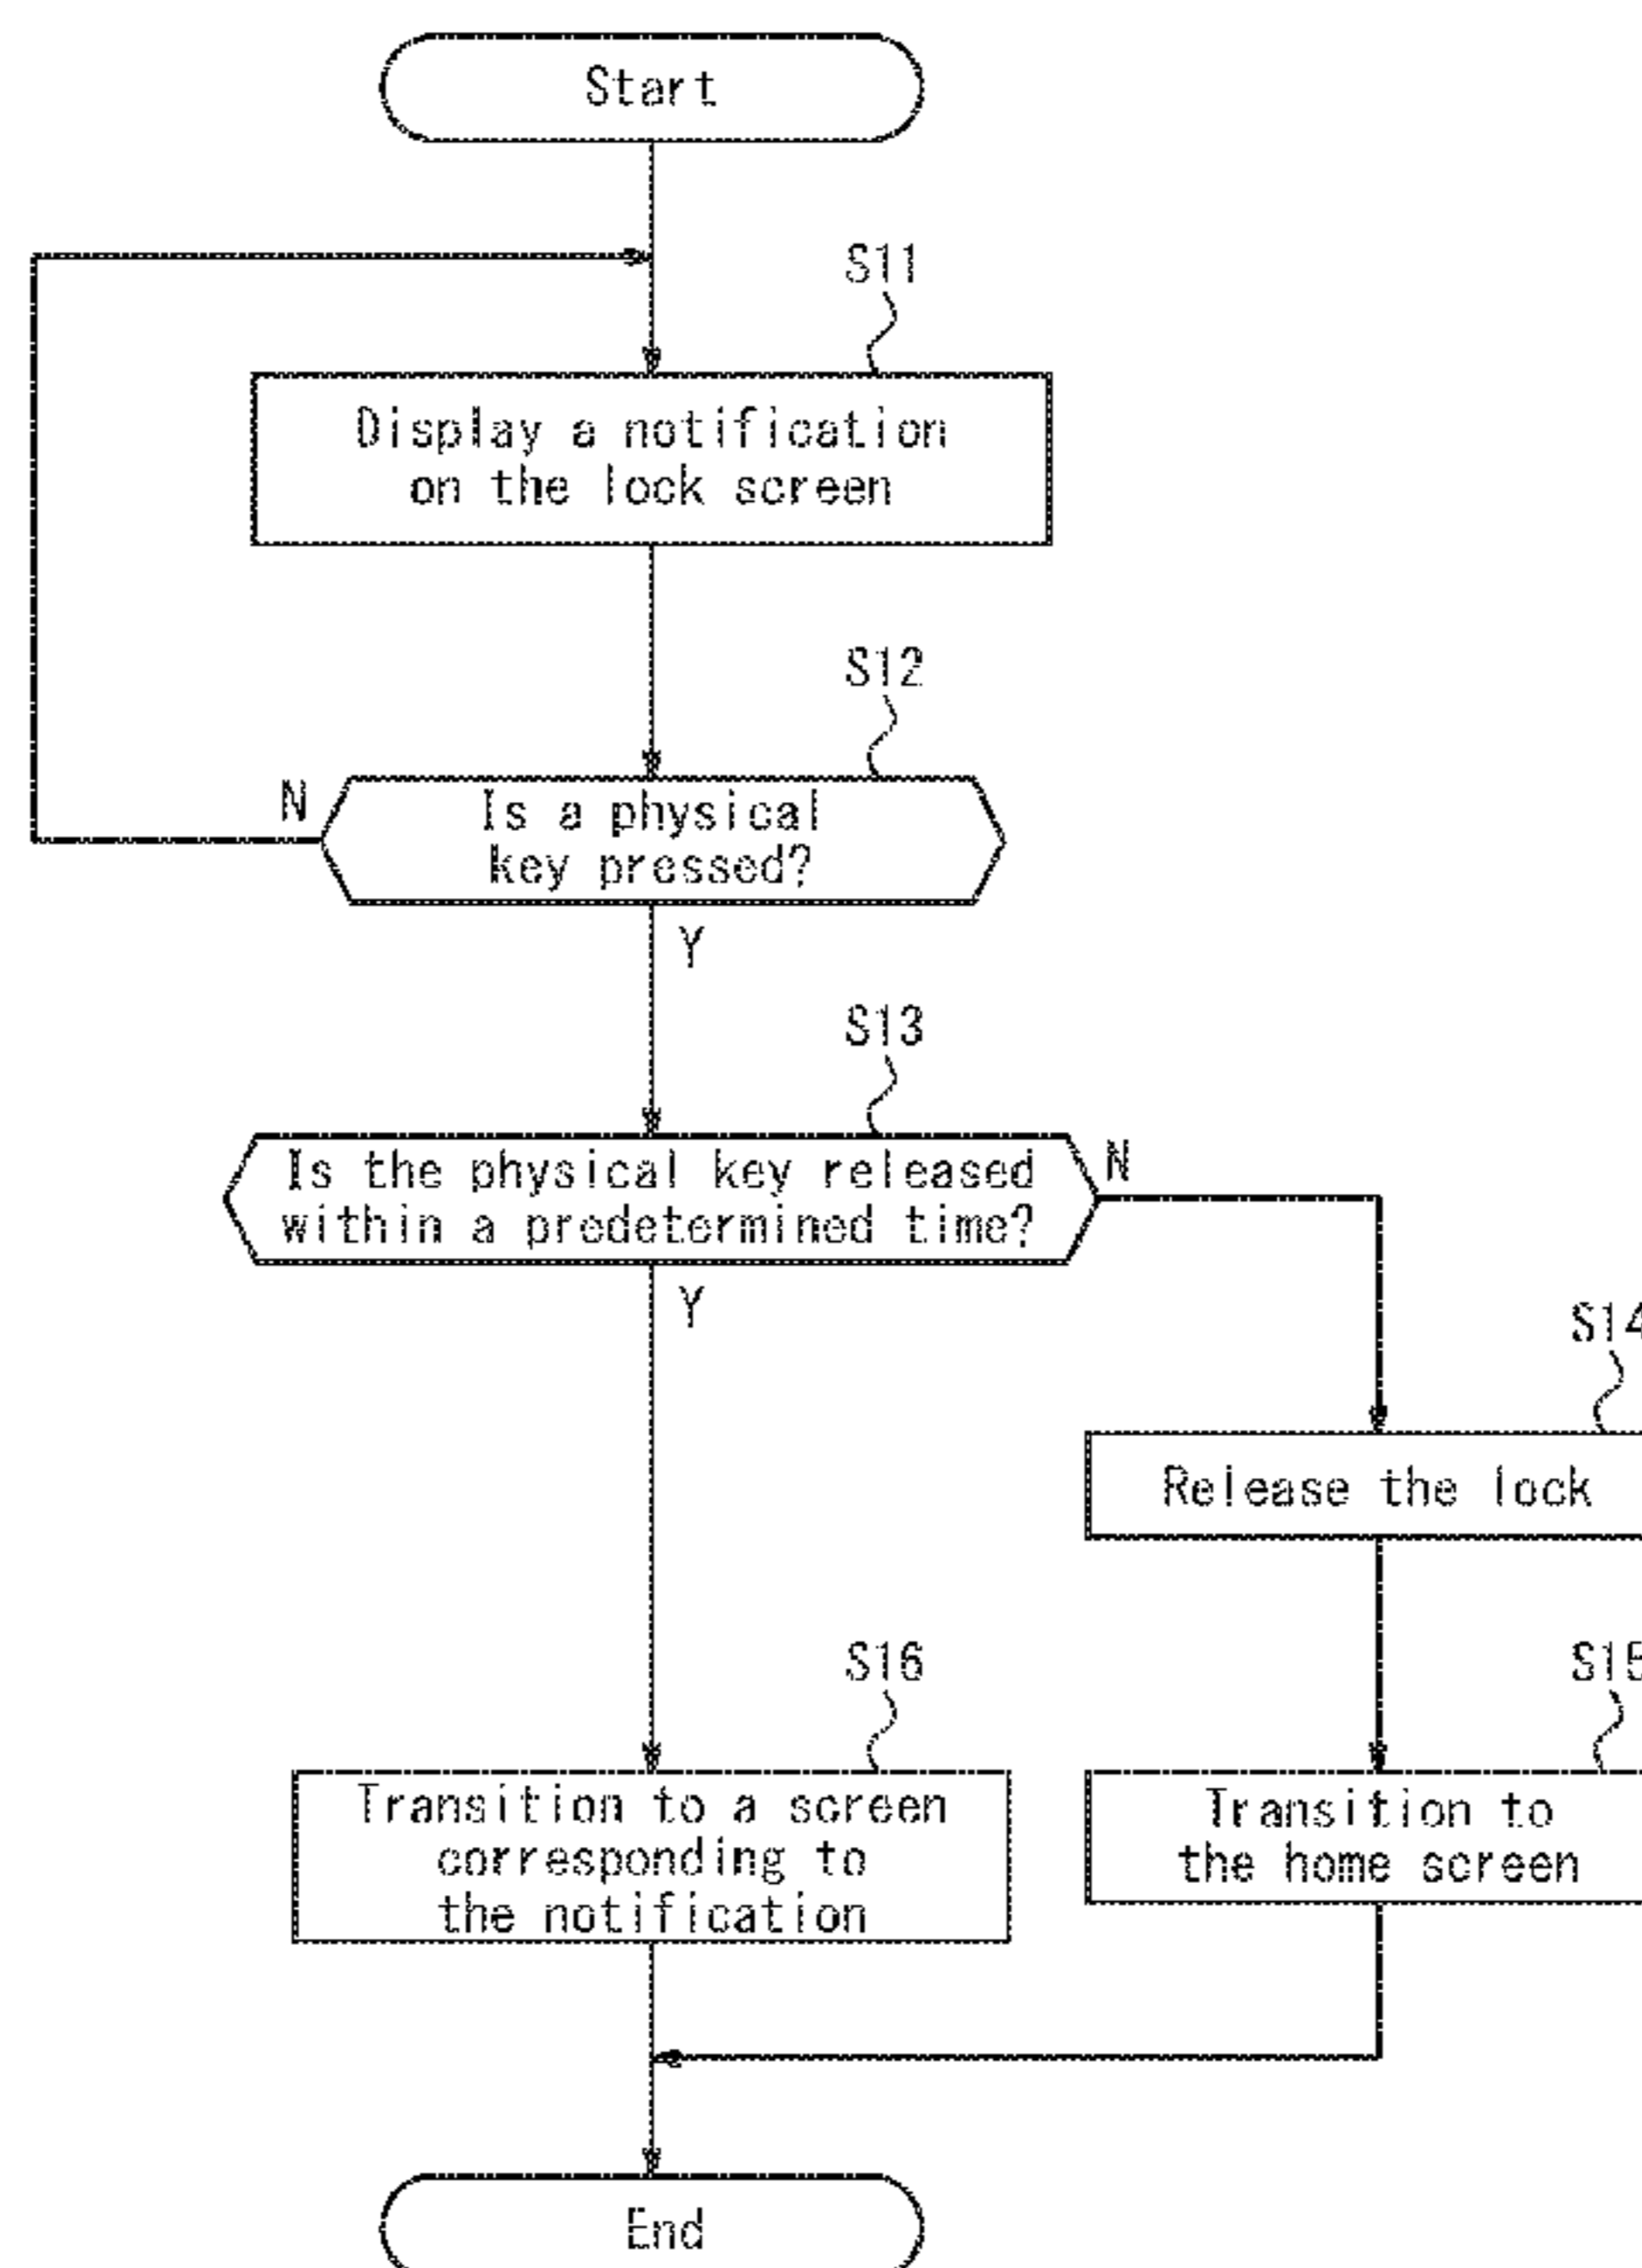 Start
S11
Display a notification
on the lock screen
S12
N
Is a physical
key pressed?
Y
S13
Is the physical key released
within a predetermined time?
N
Y
S14
Release the lock
S16
S15
Transition to a screen
corresponding to
the notification
Transition to
the home screen
End